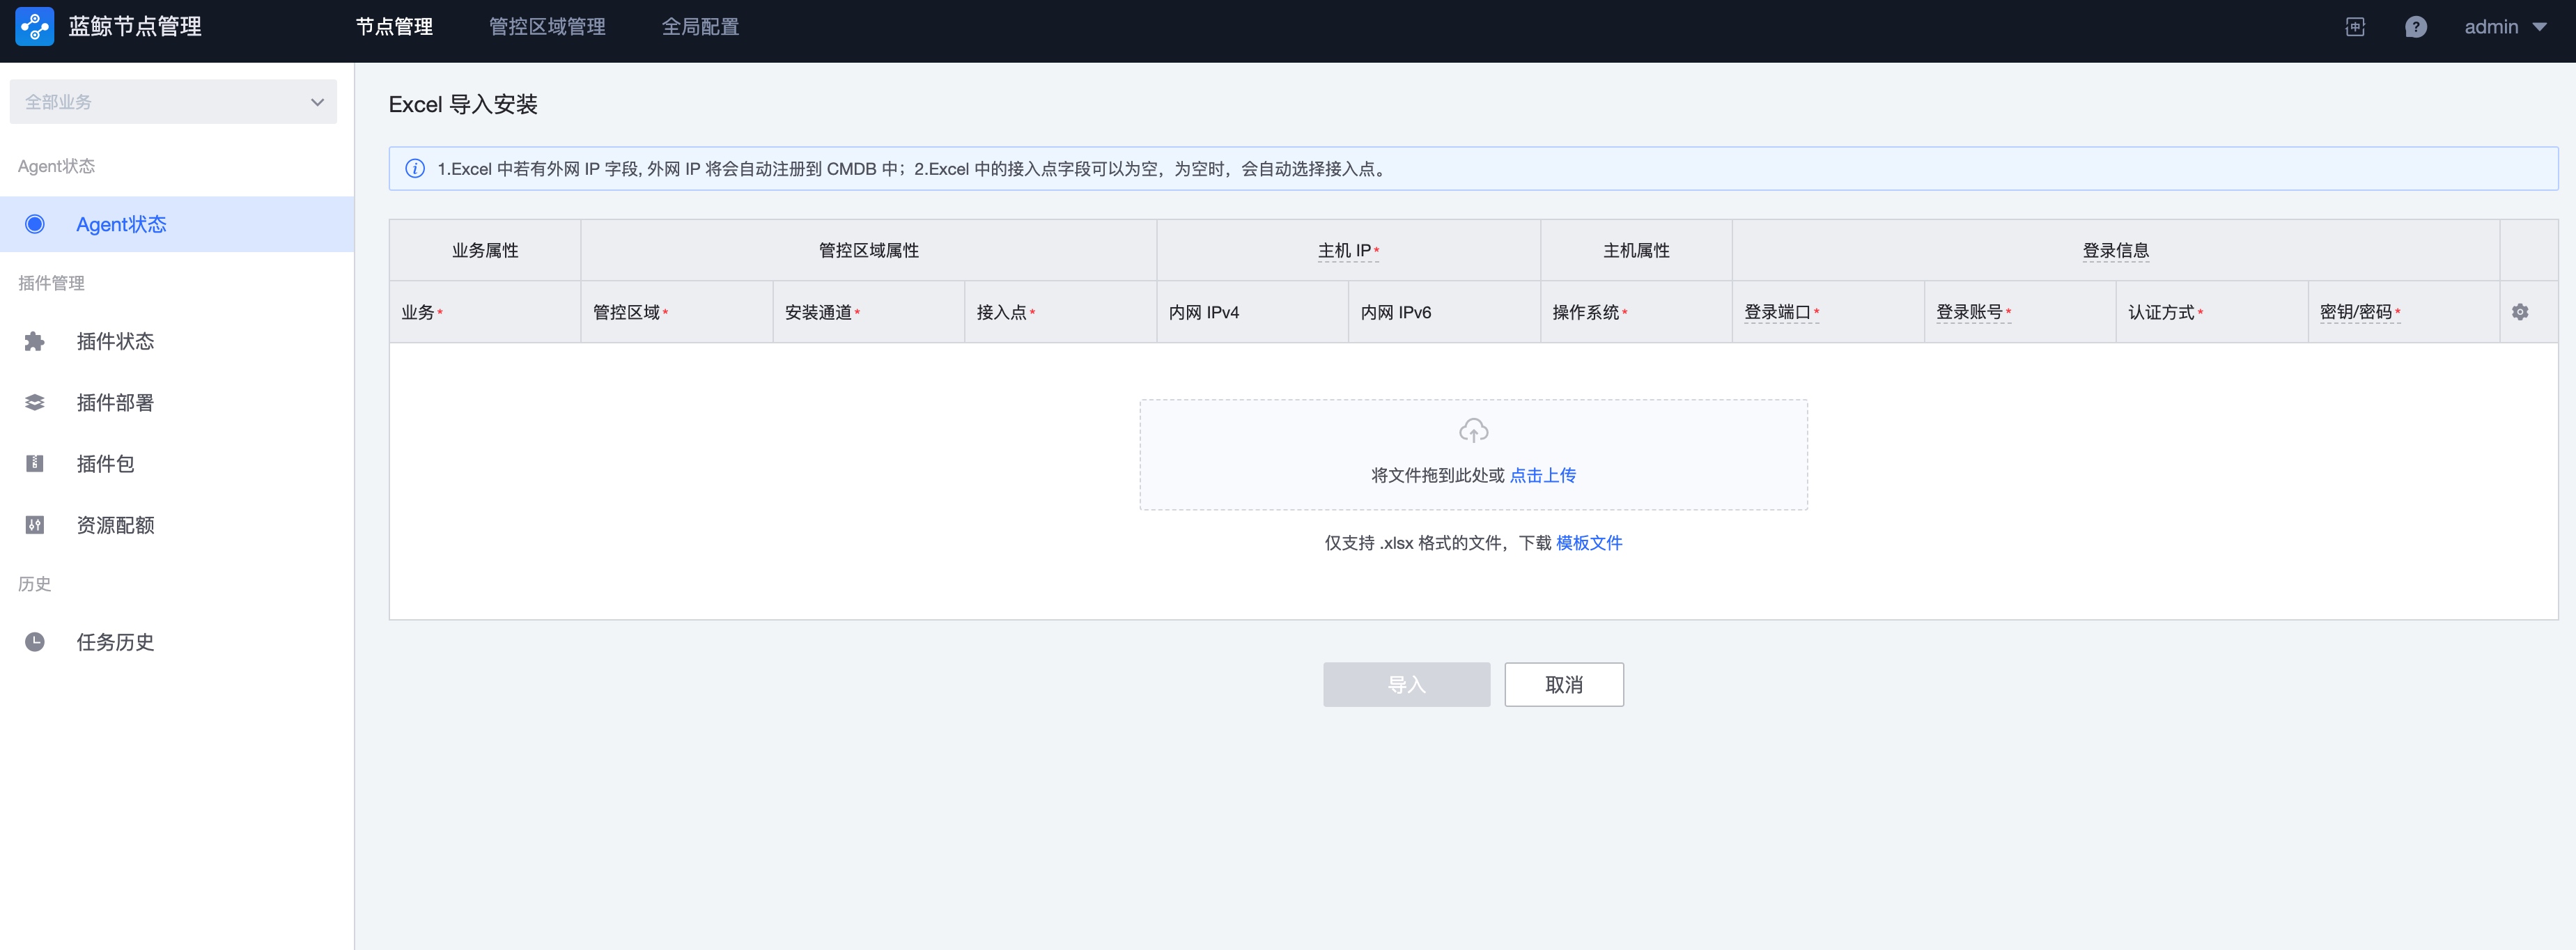 蓝鲸节点管理
节点管理
管控区域管理
全局配置
中
?
admin
全部业务
Agent状态
Agent状态
插件管理
插件状态
插件部署
插件包
资源配额
历史
任务历史
Excel 导入安装
1.Excel 中若有外网 IP 字段, 外网 IP 将会自动注册到 CMDB 中；2.Excel 中的接入点字段可以为空，为空时，会自动选择接入点。
业务属性
管控区域属性
主机 IP*
主机属性
登录信息
业务*
管控区域*
安装通道*
接入点*
内网 IPv4
内网 IPv6
操作系统*
登录端口*
登录账号*
认证方式*
密钥/密码*
将文件拖到此处或 点击上传
仅支持 .xlsx 格式的文件，下载 模板文件
导入
取消